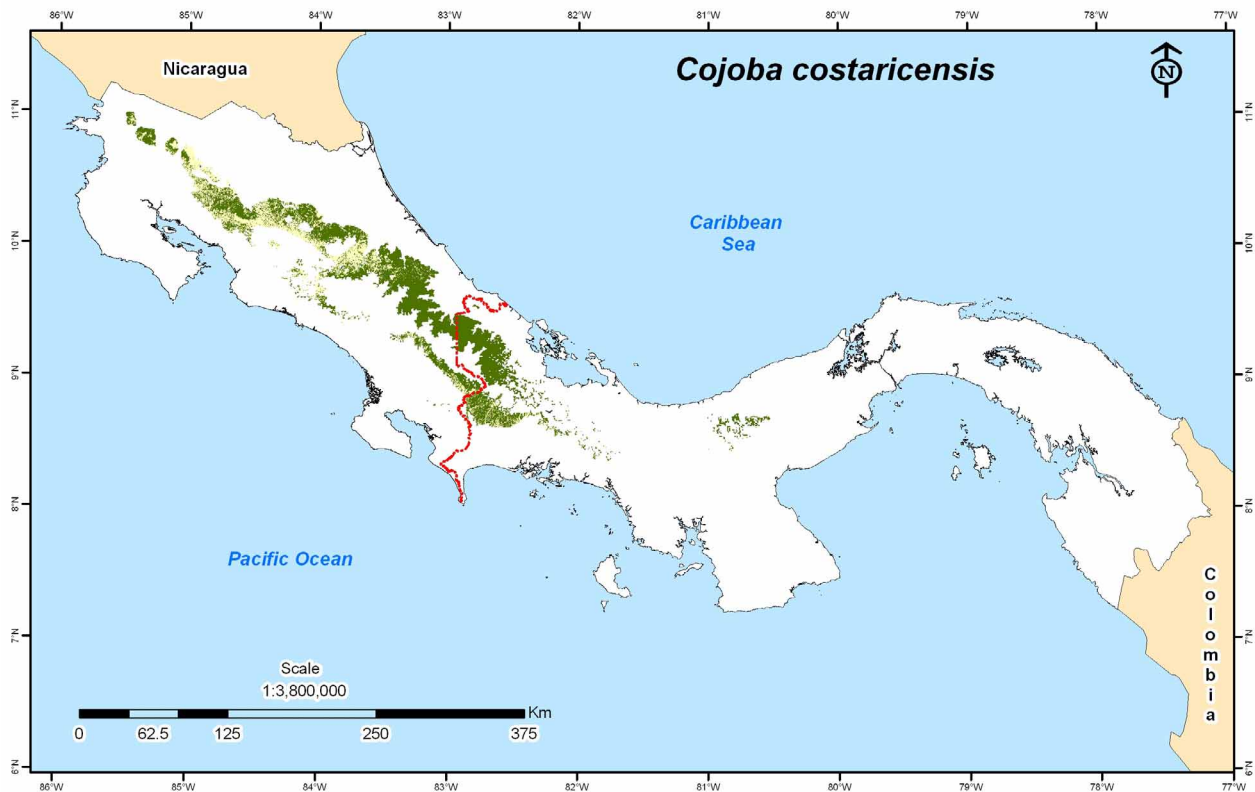 86°W 85°W 84°W 83°W 82°W 81°W 80°W 79°W 78°W 77°W
Nicaragua
Cojoba costaricensis
N
11°N 11°N
Caribbean
Sea
10°N 10°N
9°N 9°N
8°N 8°N
Pacific Ocean
Colombia
7°N 7°N
Scale
1:3,800,000
Km
0 62.5 125 250 375
6°N 6°N
86°W 85°W 84°W 83°W 82°W 81°W 80°W 79°W 78°W 77°W